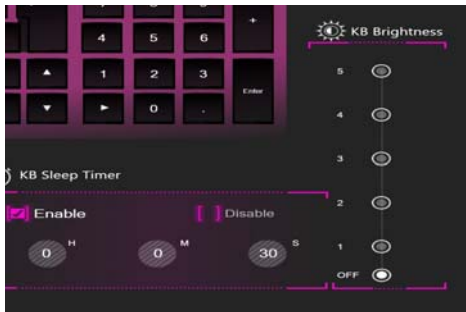 +
4 5 6
1 2 3
Enter
0 .
KB Brightness
5
4
3
2
1
OFF
KB Sleep Timer
Enable Disable
0 H 0 M 30 S